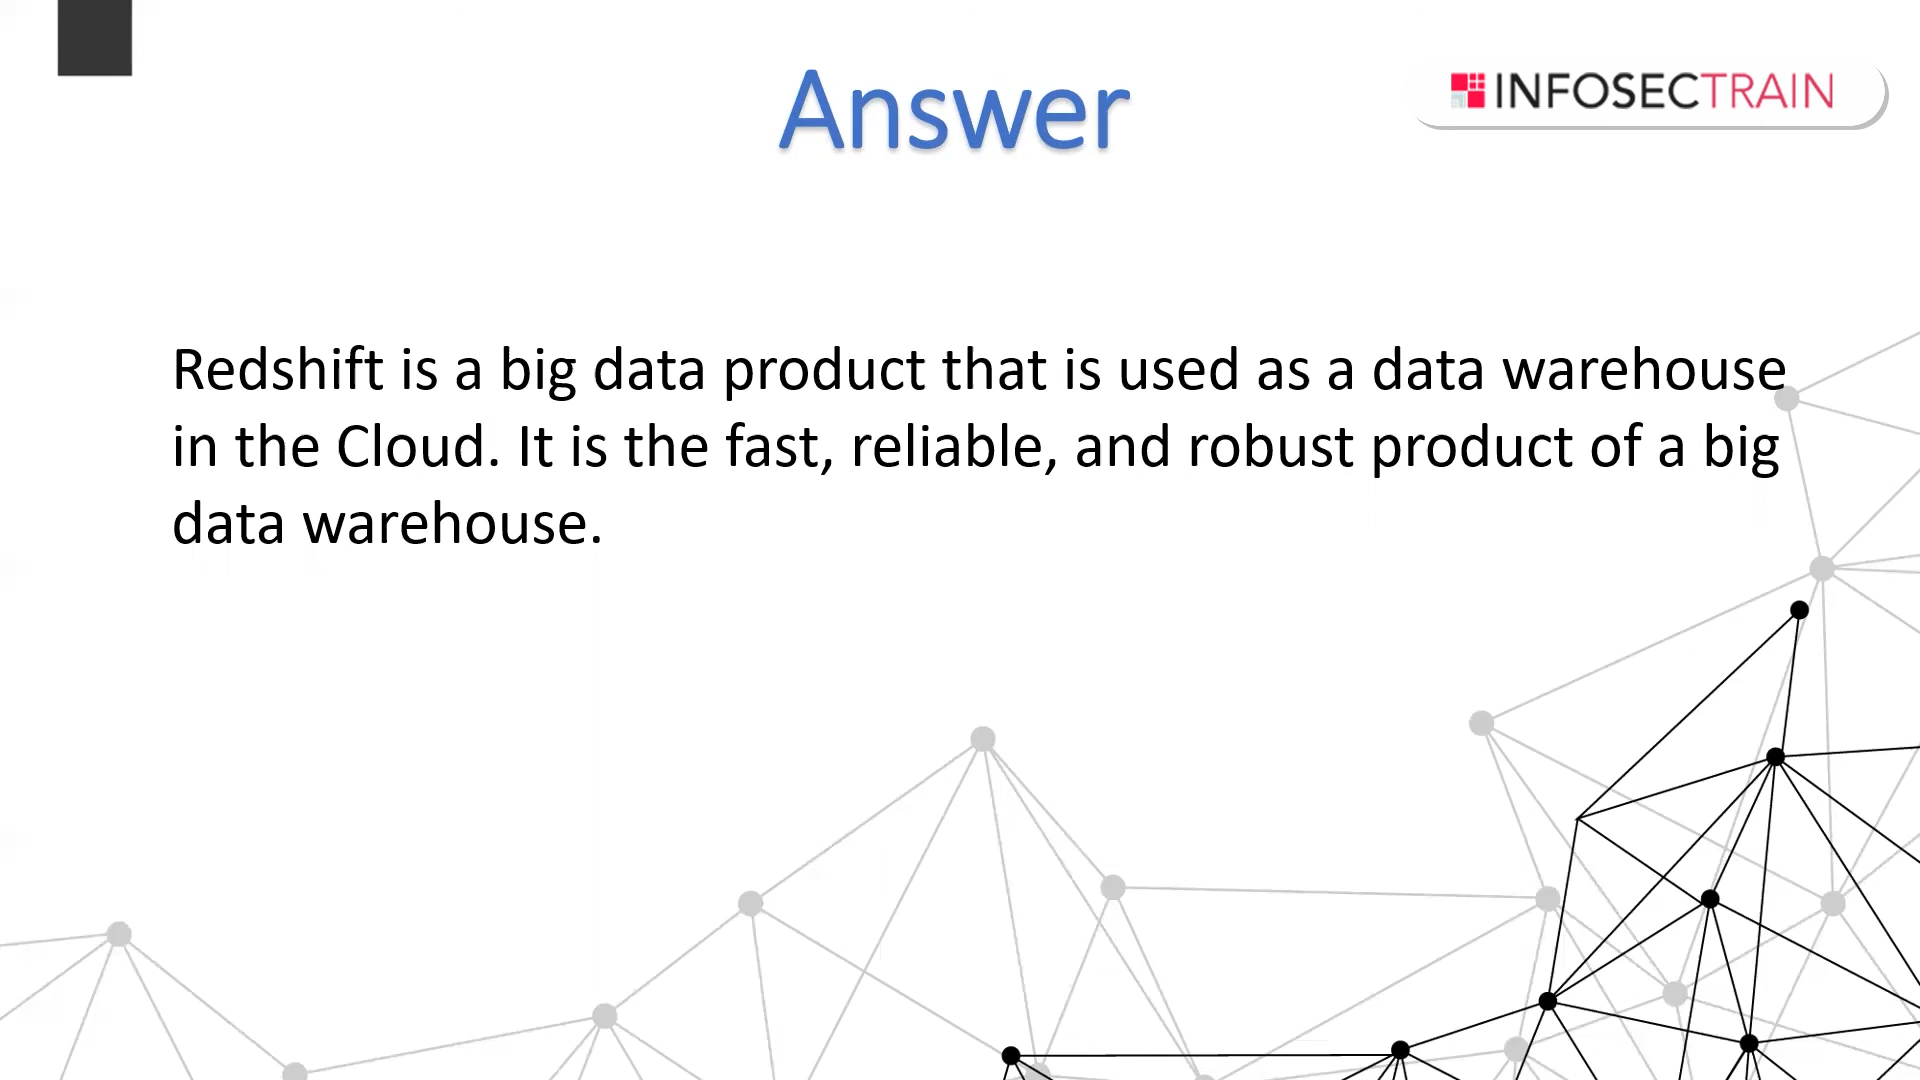 Answer
INFOSECTRAIN
Redshift is a big data product that is used as a data warehouse
in the Cloud. It is the fast, reliable, and robust product of a big
data warehouse.